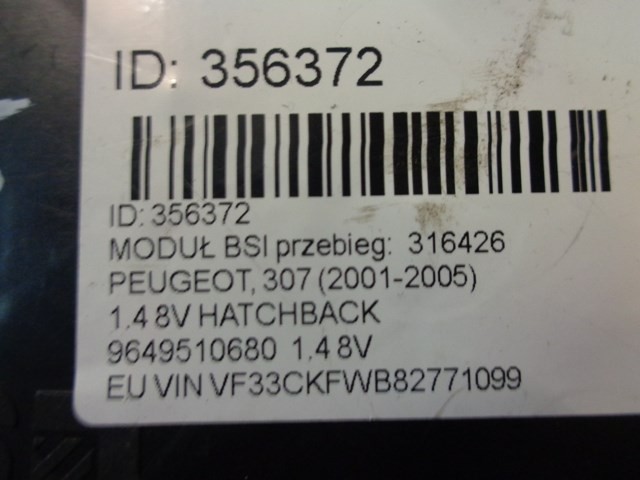 ID: 356372
ID: 356372
MODUŁ BSI przebieg: 316426
PEUGEOT, 307 (2001-2005)
1.4 8V HATCHBACK
9649510680 1.4 8V
EU VIN VF33CKFWB82771099